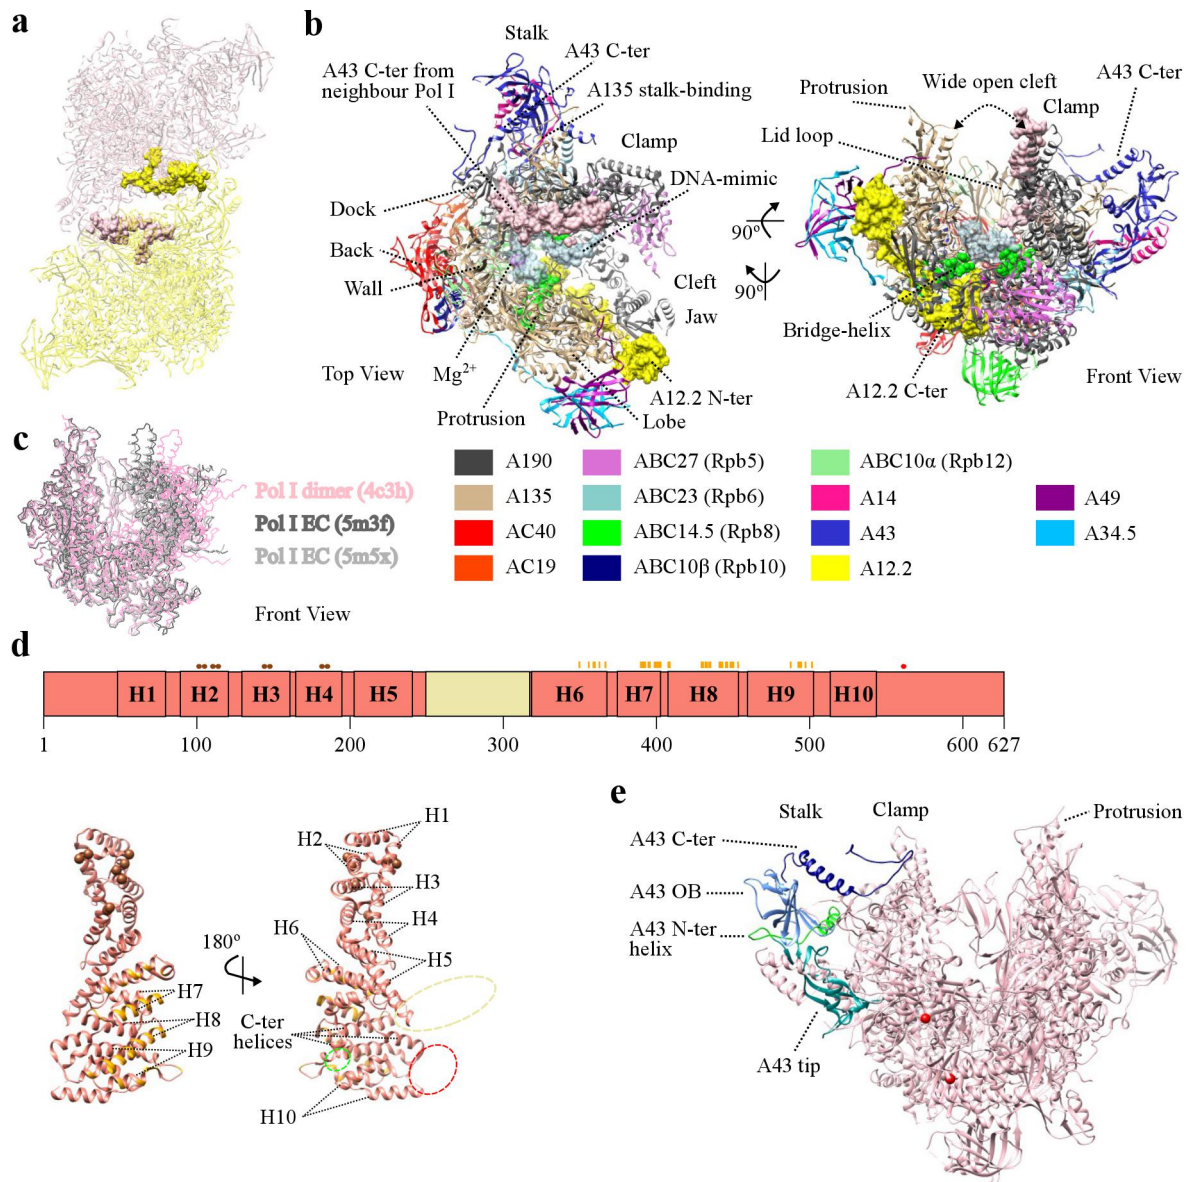 a
b
Stalk
A43 C-ter
A43 C-ter from
neighbour Pol I
A135 stalk-binding
Clamp
DNA-mimic
Dock
Back
Wall
Cleft
Jaw
Top View
Mg2+
Protrusion
A12.2 N-ter
Lobe
90º
90º
Protrusion
Wide open cleft
A43 C-ter
Clamp
Lid loop
Bridge-helix
A12.2 C-ter
Front View
c
Pol I dimer (4c3h)
Pol I EC (5m3f)
Pol I EC (5m5x)
Front View
A190
A135
AC40
AC19
ABC27 (Rpb5)
ABC23 (Rpb6)
ABC14.5 (Rpb8)
ABC10β (Rpb10)
ABC10α (Rpb12)
A14
A43
A12.2
A49
A34.5
d
H1 H2 H3 H4 H5 H6 H7 H8 H9 H10
1 100 200 300 400 500 600 627
H1
H2
H3
H4
H5
H6
H7
H8
H9
180º
C-ter
helices
H10
e
Stalk
Clamp
Protrusion
A43 C-ter
A43 OB
A43 N-ter
helix
A43 tip